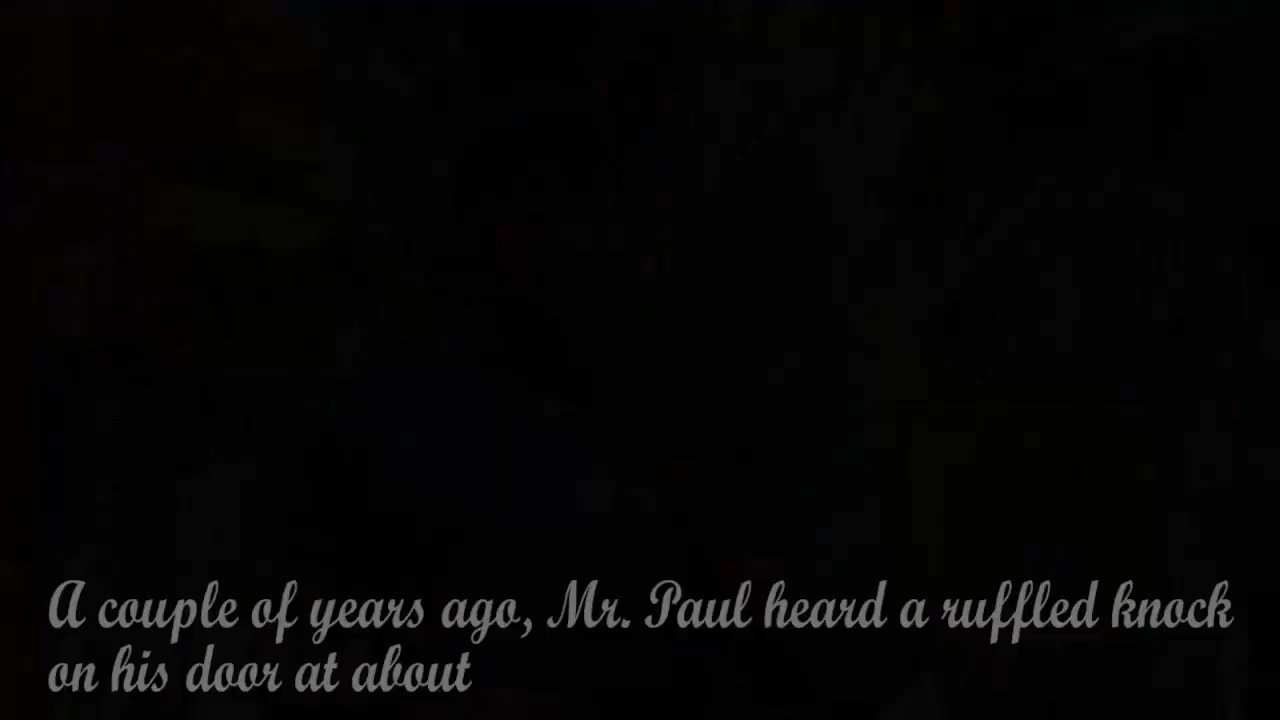 A couple of years ago, Mr. Paul heard a ruffled knock
on his door at about